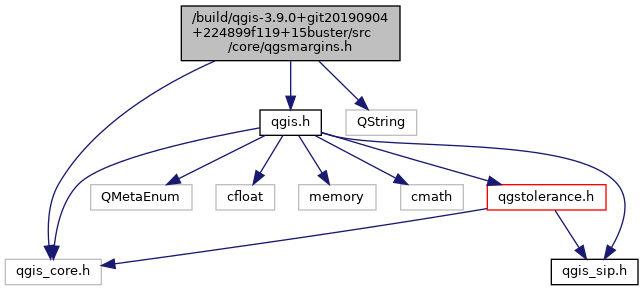 /build/qgis-3.9.0+git20190904
+224899f119+15buster/src
/core/qgsmargins.h
qgis.h
QString
QMetaEnum
cfloat
memory
cmath
qgstolerance.h
qgis_core.h
qgis_sip.h